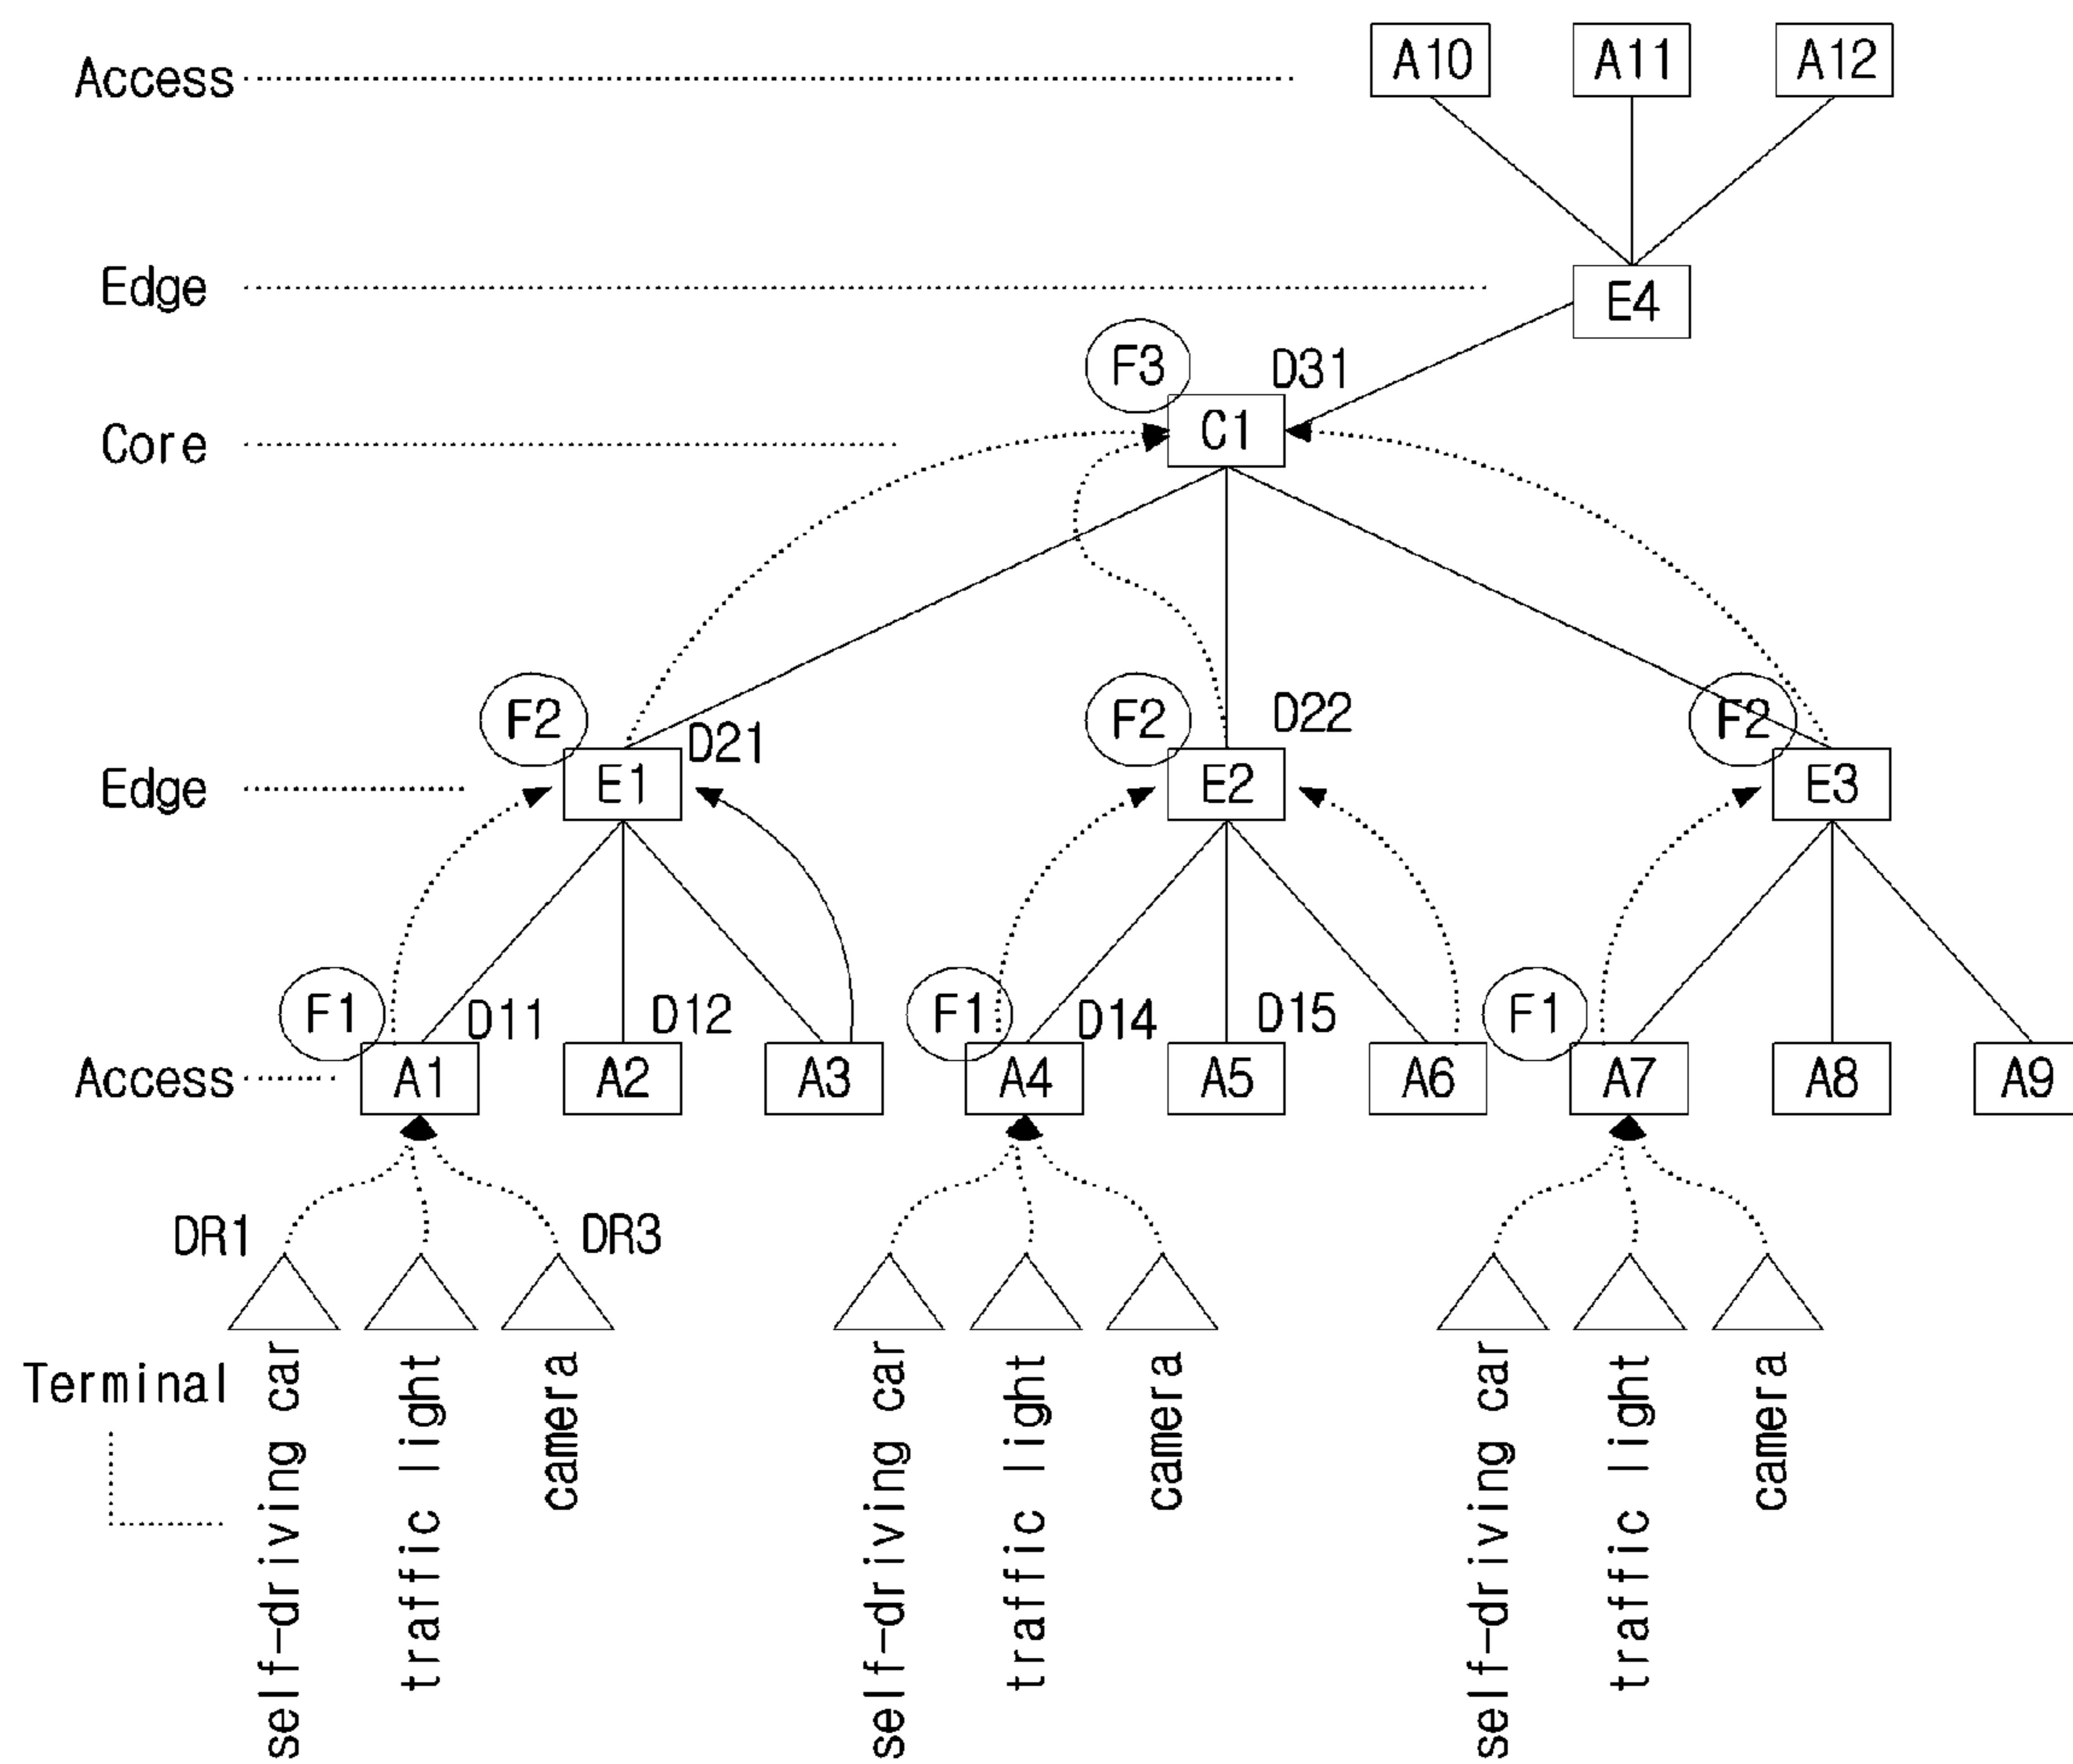 Access
A10
A11
A12
Edge
E4
F3
D31
Core
C1
F2
D21
F2
D22
F2
Edge
E1
E2
E3
F1
D11
D12
F1
D14
D15
F1
Access
A1
A2
A3
A4
A5
A6
A7
A8
A9
DR1
DR3
Terminal
self-driving car
traffic light
camera
self-driving car
traffic light
camera
self-driving car
traffic light
camera